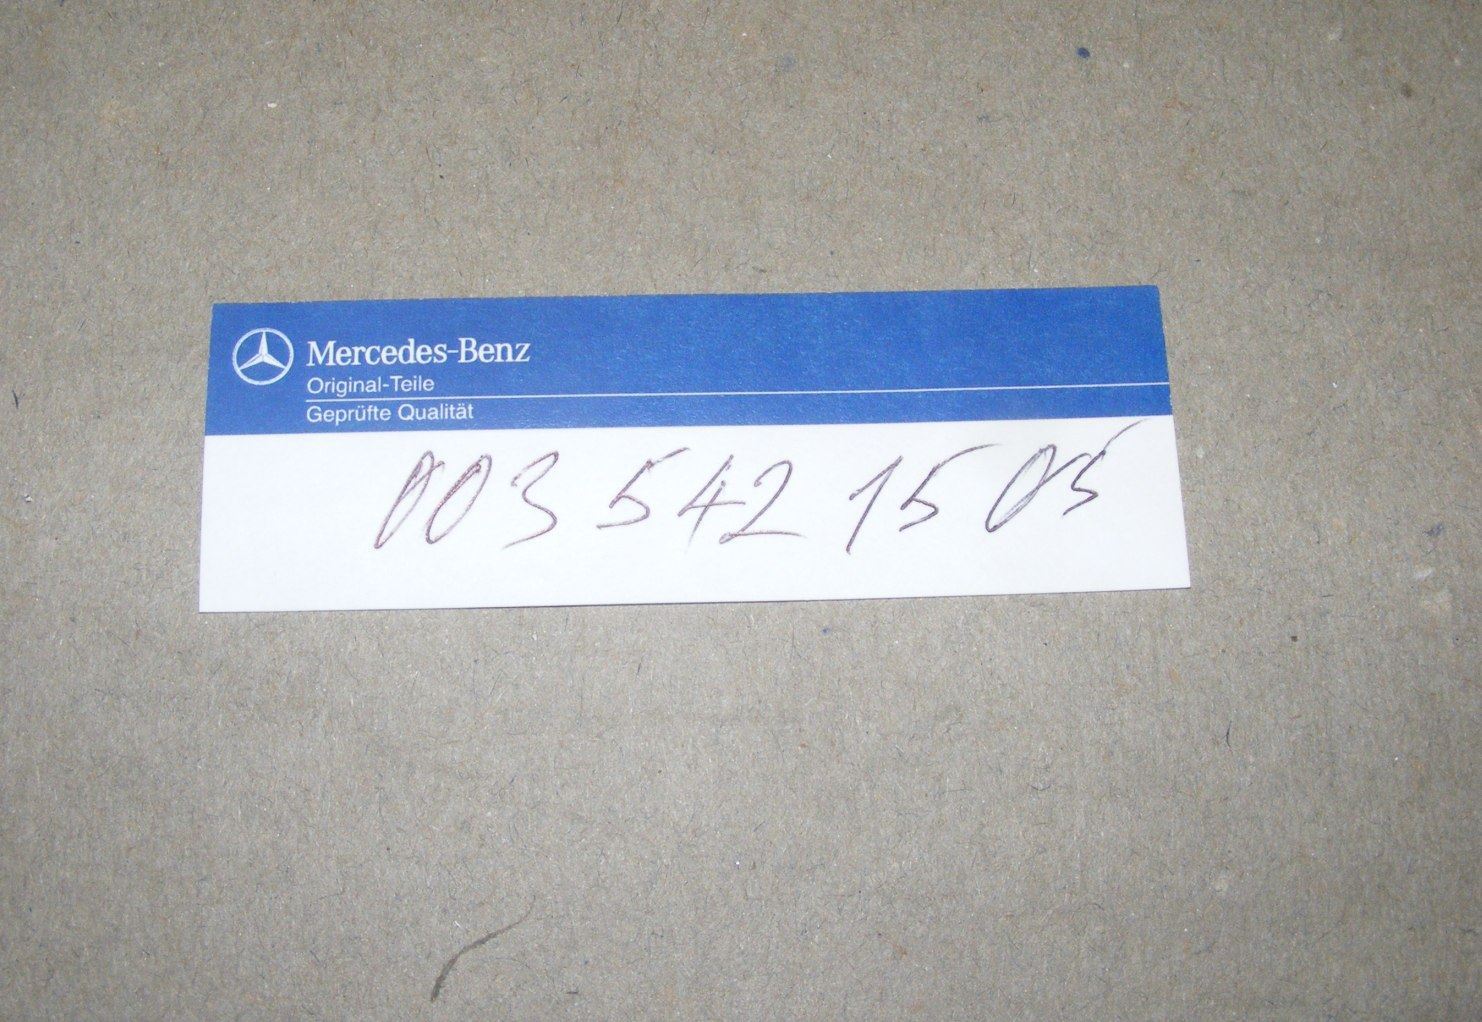 Mercedes-Benz
Original-Teile
Geprüfte Qualität
003 542 15 05